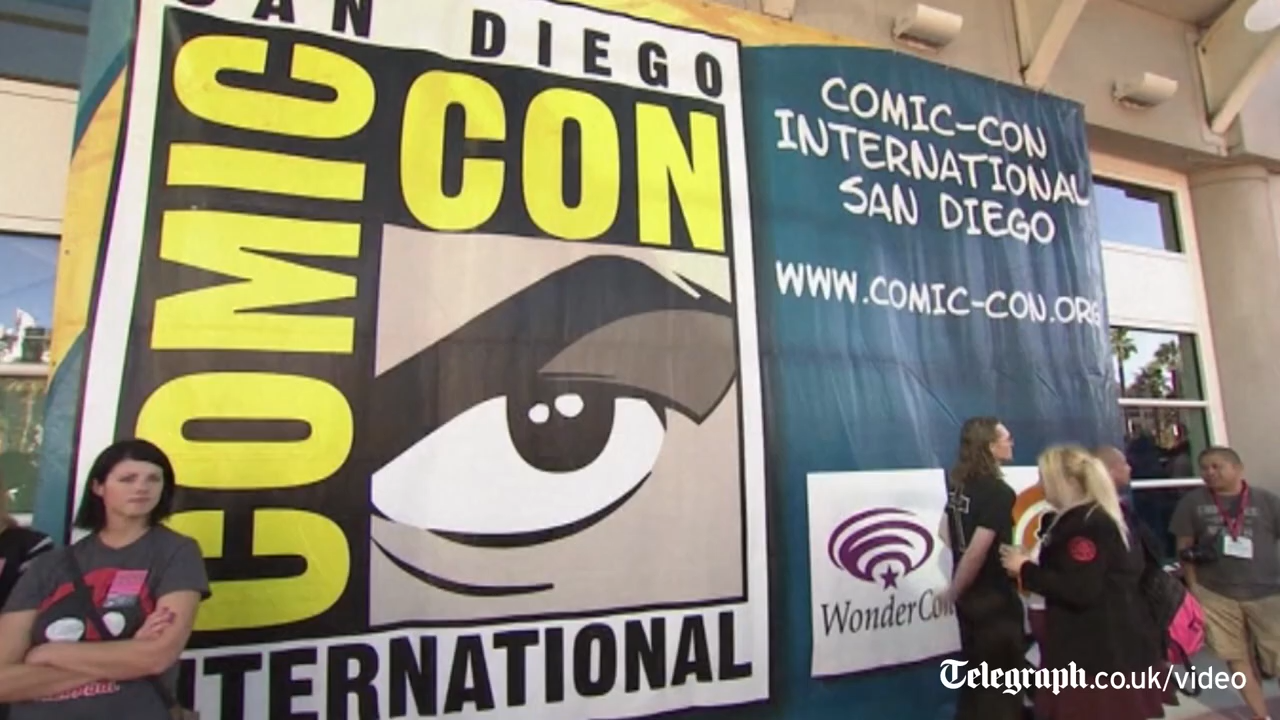 SAN DIEGO
COMIC
CON
INTERNATIONAL
COMIC-CON
INTERNATIONAL
SAN DIEGO
WWW.COMIC-CON.ORG
WonderCon
Telegraph.co.uk/video